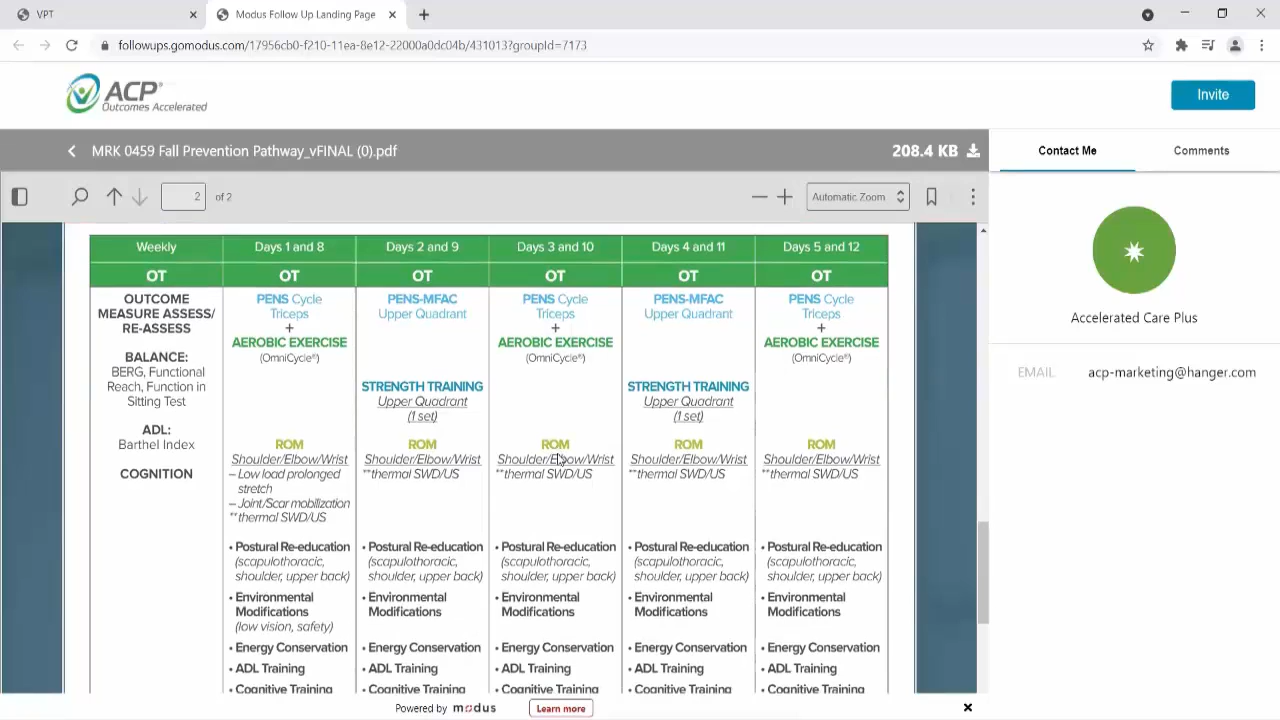 VPT
Modus Follow Up Landing Page
followups.gomodus.com/17956cb0-f210-11ea-8e12-22000a0dc04b/431013?groupId=7173
ACP®
Outcomes Accelerated
Invite
MRK 0459 Fall Prevention Pathway_vFINAL (0).pdf
208.4 KB
Contact Me
Comments
2
of 2
Automatic Zoom
Weekly Days 1 and 8 Days 2 and 9 Days 3 and 10 Days 4 and 11 Days 5 and 12
OT OT OT OT OT OT
OUTCOME
MEASURE ASSESS/
RE-ASSESS
BALANCE:
BERG, Functional
Reach, Function in
Sitting Test
ADL:
Barthel Index
COGNITION
PENS Cycle
Triceps
+
AEROBIC EXERCISE
(OmniCycle®)
ROM
Shoulder/Elbow/Wrist
– Low load prolonged
stretch
– Joint/Scar mobilization
**thermal SWD/US
• Postural Re-education
(scapulothoracic,
shoulder, upper back)
• Environmental
Modifications
(low vision, safety)
• Energy Conservation
• ADL Training
• Cognitive Training
PENS-MFAC
Upper Quadrant
STRENGTH TRAINING
Upper Quadrant
(1 set)
ROM
Shoulder/Elbow/Wrist
**thermal SWD/US
• Postural Re-education
(scapulothoracic,
shoulder, upper back)
• Environmental
Modifications
• Energy Conservation
• ADL Training
• Cognitive Training
PENS Cycle
Triceps
+
AEROBIC EXERCISE
(OmniCycle®)
ROM
Shoulder/Elbow/Wrist
**thermal SWD/US
• Postural Re-education
(scapulothoracic,
shoulder, upper back)
• Environmental
Modifications
• Energy Conservation
• ADL Training
• Cognitive Training
PENS-MFAC
Upper Quadrant
STRENGTH TRAINING
Upper Quadrant
(1 set)
ROM
Shoulder/Elbow/Wrist
**thermal SWD/US
• Postural Re-education
(scapulothoracic,
shoulder, upper back)
• Environmental
Modifications
• Energy Conservation
• ADL Training
• Cognitive Training
PENS Cycle
Triceps
+
AEROBIC EXERCISE
(OmniCycle®)
ROM
Shoulder/Elbow/Wrist
**thermal SWD/US
• Postural Re-education
(scapulothoracic,
shoulder, upper back)
• Environmental
Modifications
• Energy Conservation
• ADL Training
• Cognitive Training
Accelerated Care Plus
EMAIL acp-marketing@hanger.com
Powered by modus
Learn more